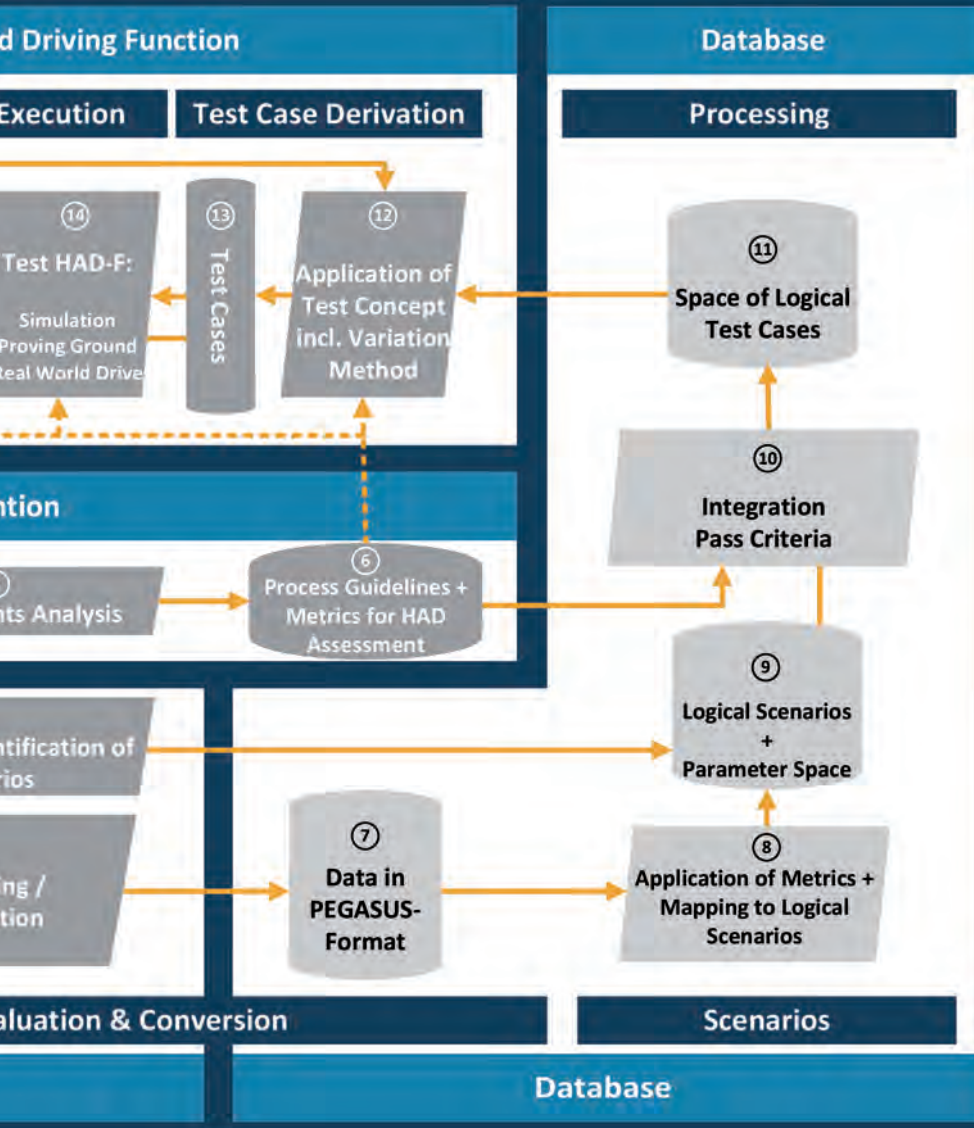 d Driving Function
Database
Execution
Test Case Derivation
Processing
14
Test HAD-F:
Simulation
Proving Ground
Real World Drive
13
Test Cases
12
Application of
Test Concept
incl. Variation
Method
11
Space of Logical
Test Cases
10
Integration
Pass Criteria
ntion
nts Analysis
6
Process Guidelines +
Metrics for HAD
Assessment
9
Logical Scenarios
+
Parameter Space
ntification of
rios
7
Data in
PEGASUS-
Format
8
Application of Metrics +
Mapping to Logical
Scenarios
ing /
tion
aluation & Conversion
Scenarios
Database